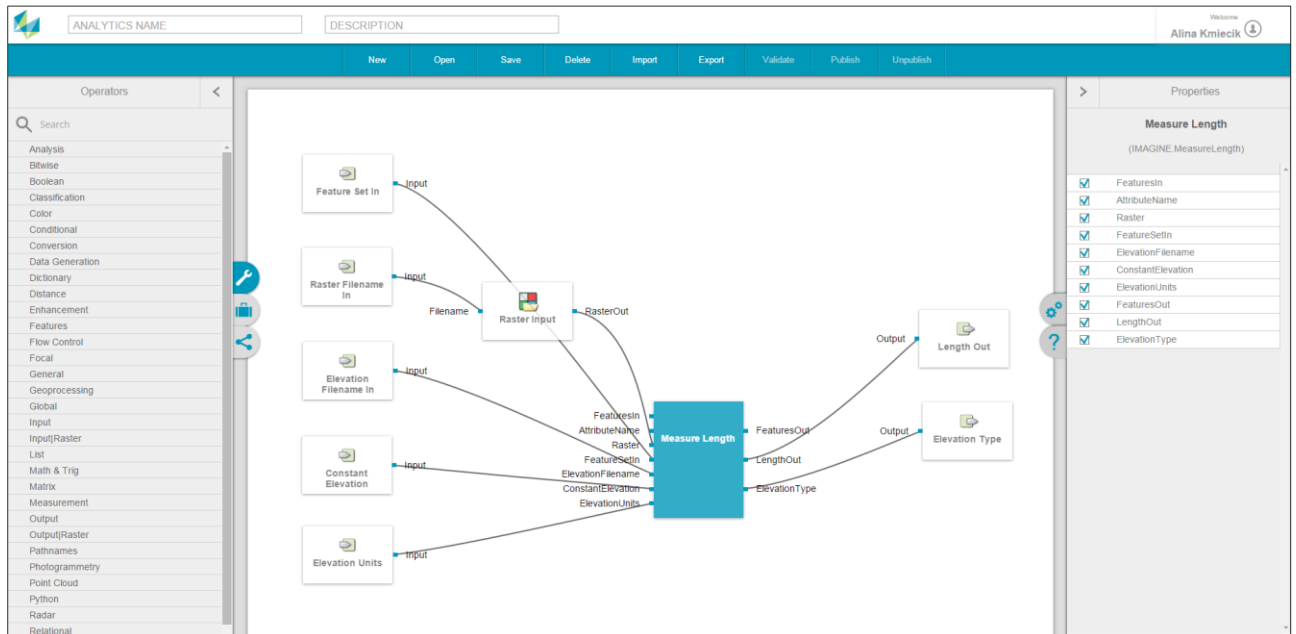 ANALYTICS NAME
DESCRIPTION
Welcome
Alina Kmiecik
New
Open
Save
Delete
Import
Export
Validate
Publish
Unpublish
Operators
Search
Analysis
Bitwise
Boolean
Classification
Color
Conditional
Conversion
Data Generation
Dictionary
Distance
Enhancement
Features
Flow Control
Focal
General
Geoprocessing
Global
Input
Input|Raster
List
Math & Trig
Matrix
Measurement
Output
Output|Raster
Pathnames
Photogrammetry
Point Cloud
Python
Radar
Relational
Feature Set In
Input
Raster Filename
In
Input
Filename
Raster Input
RasterOut
Elevation
Filename In
Input
Constant
Elevation
Input
Elevation Units
Input
FeaturesIn
AttributeName
Raster
FeatureSetIn
ElevationFilename
ConstantElevation
ElevationUnits
Measure Length
FeaturesOut
LengthOut
ElevationType
Output
Length Out
Output
Elevation Type
Properties
Measure Length
(IMAGINE.MeasureLength)
FeaturesIn
AttributeName
Raster
FeatureSetIn
ElevationFilename
ConstantElevation
ElevationUnits
FeaturesOut
LengthOut
ElevationType